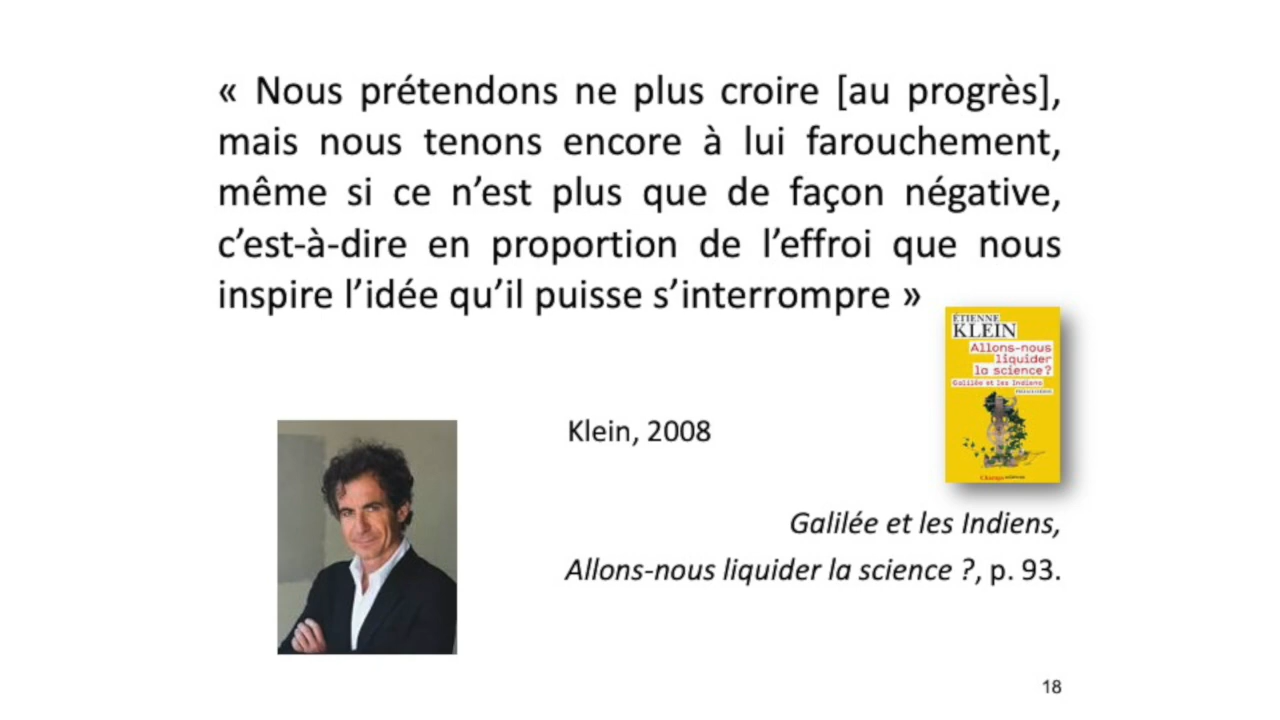 « Nous prétendons ne plus croire [au progrès],
mais nous tenons encore à lui farouchement,
même si ce n’est plus que de façon négative,
c’est-à-dire en proportion de l’effroi que nous
inspire l’idée qu’il puisse s’interrompre »
ÉTIENNE
KLEIN
Allons-nous
liquider
la science ?
Galilée et les Indiens
Klein, 2008
Galilée et les Indiens,
Allons-nous liquider la science ?, p. 93.
18